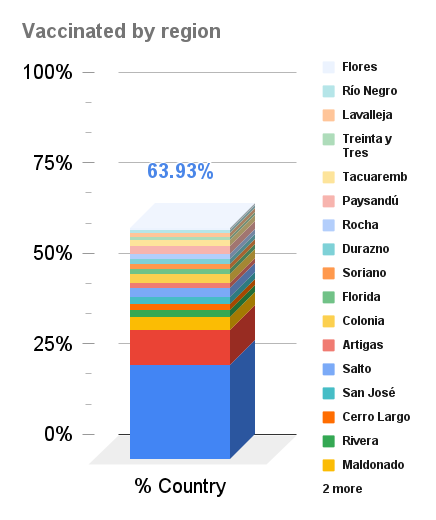 Vaccinated by region
100%
75%
50%
25%
0%
63.93%
% Country
Flores
Río Negro
Lavalleja
Treinta y
Tres
Tacuaremb
Paysandú
Rocha
Durazno
Soriano
Florida
Colonia
Artigas
Salto
San José
Cerro Largo
Rivera
Maldonado
2 more